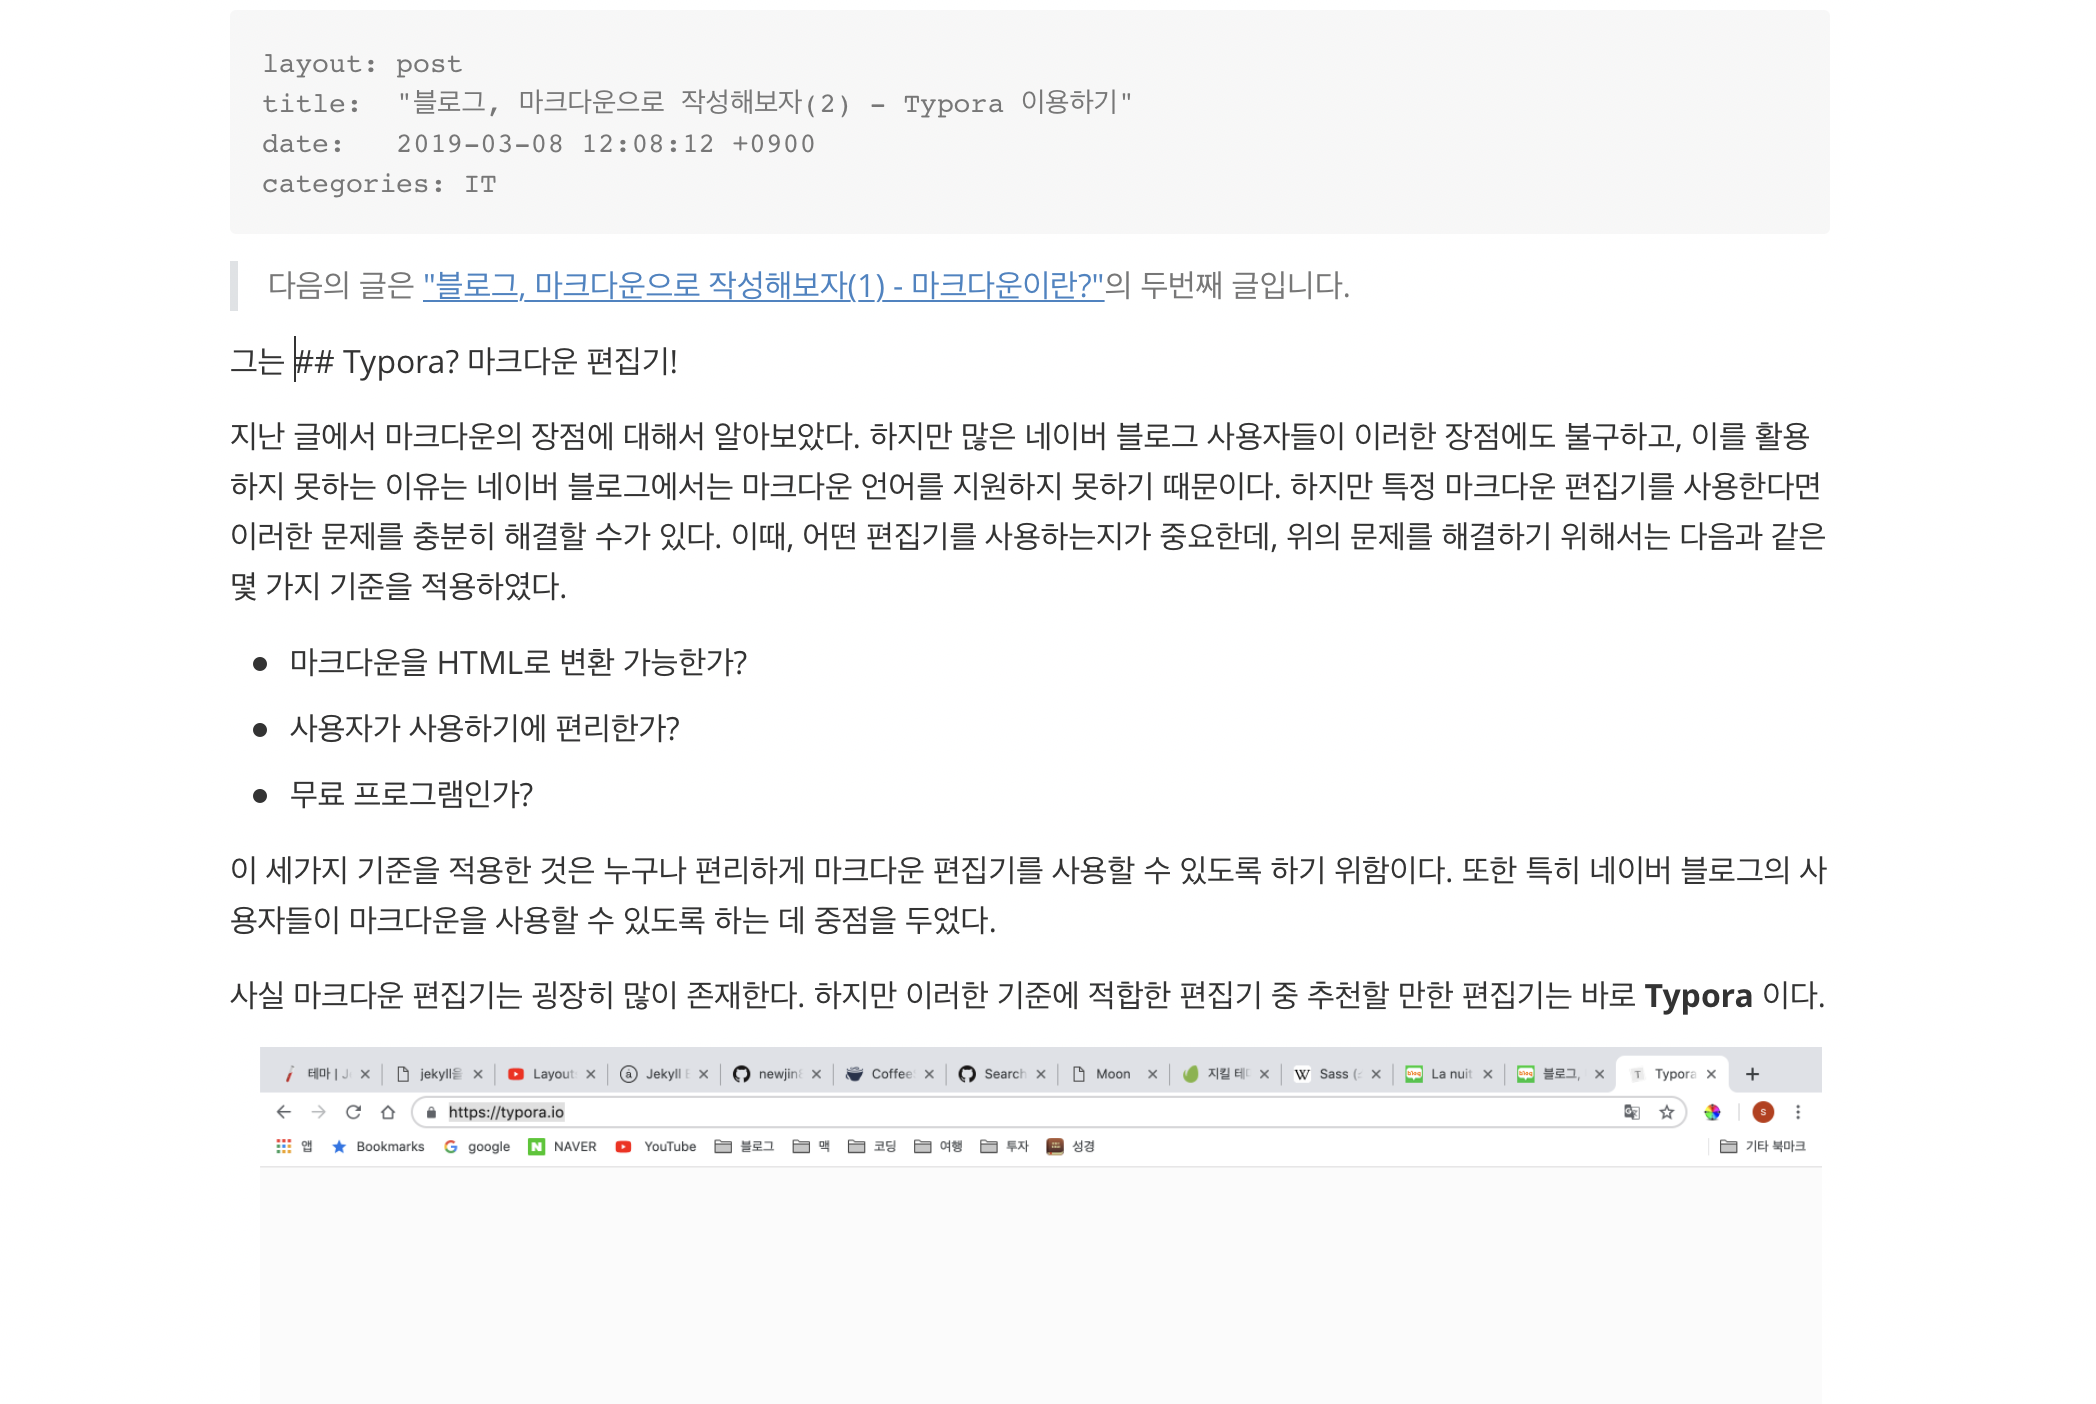 layout: post
title: "블로그, 마크다운으로 작성해보자(2) - Typora 이용하기"
date: 2019-03-08 12:08:12 +0900
categories: IT
다음의 글은 "블로그, 마크다운으로 작성해보자(1) - 마크다운이란?"의 두번째 글입니다.
그는 ## Typora? 마크다운 편집기!
지난 글에서 마크다운의 장점에 대해서 알아보았다. 하지만 많은 네이버 블로그 사용자들이 이러한 장점에도 불구하고, 이를 활용
하지 못하는 이유는 네이버 블로그에서는 마크다운 언어를 지원하지 못하기 때문이다. 하지만 특정 마크다운 편집기를 사용한다면
이러한 문제를 충분히 해결할 수가 있다. 이때, 어떤 편집기를 사용하는지가 중요한데, 위의 문제를 해결하기 위해서는 다음과 같은
몇 가지 기준을 적용하였다.
● 마크다운을 HTML로 변환 가능한가?
● 사용자가 사용하기에 편리한가?
● 무료 프로그램인가?
이 세가지 기준을 적용한 것은 누구나 편리하게 마크다운 편집기를 사용할 수 있도록 하기 위함이다. 또한 특히 네이버 블로그의 사
용자들이 마크다운을 사용할 수 있도록 하는 데 중점을 두었다.
사실 마크다운 편집기는 굉장히 많이 존재한다. 하지만 이러한 기준에 적합한 편집기 중 추천할 만한 편집기는 바로 Typora 이다.
테마 | jekyll을 Layout Jekyll newjin Coffee Search Moon 지킬 Sass La nuit 블로그, Typora
https://typora.io
앱 Bookmarks google NAVER YouTube 블로그 맥 코딩 여행 투자 성경 기타 북마크